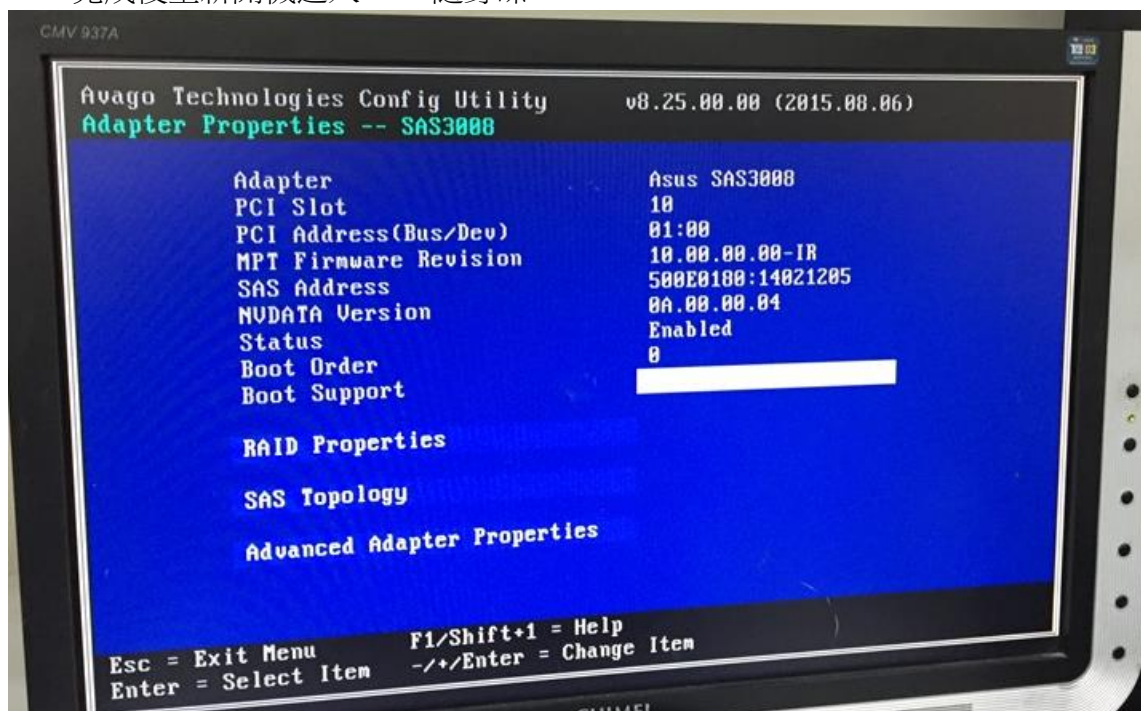 CMV 937A
Avago Technologies Config Utility v8.25.00.00 (2015.08.06)
Adapter Properties -- SAS3008
Adapter Asus SAS3008
PCI Slot 10
PCI Address(Bus/Dev) 01:00
MPT Firmware Revision 10.00.00.00-IR
SAS Address 500E0180:14021205
NVDATA Version 0A.00.00.04
Status Enabled
Boot Order 0
Boot Support
RAID Properties
SAS Topology
Advanced Adapter Properties
Esc = Exit Menu F1/Shift+1 = Help
Enter = Select Item -/+/Enter = Change Item